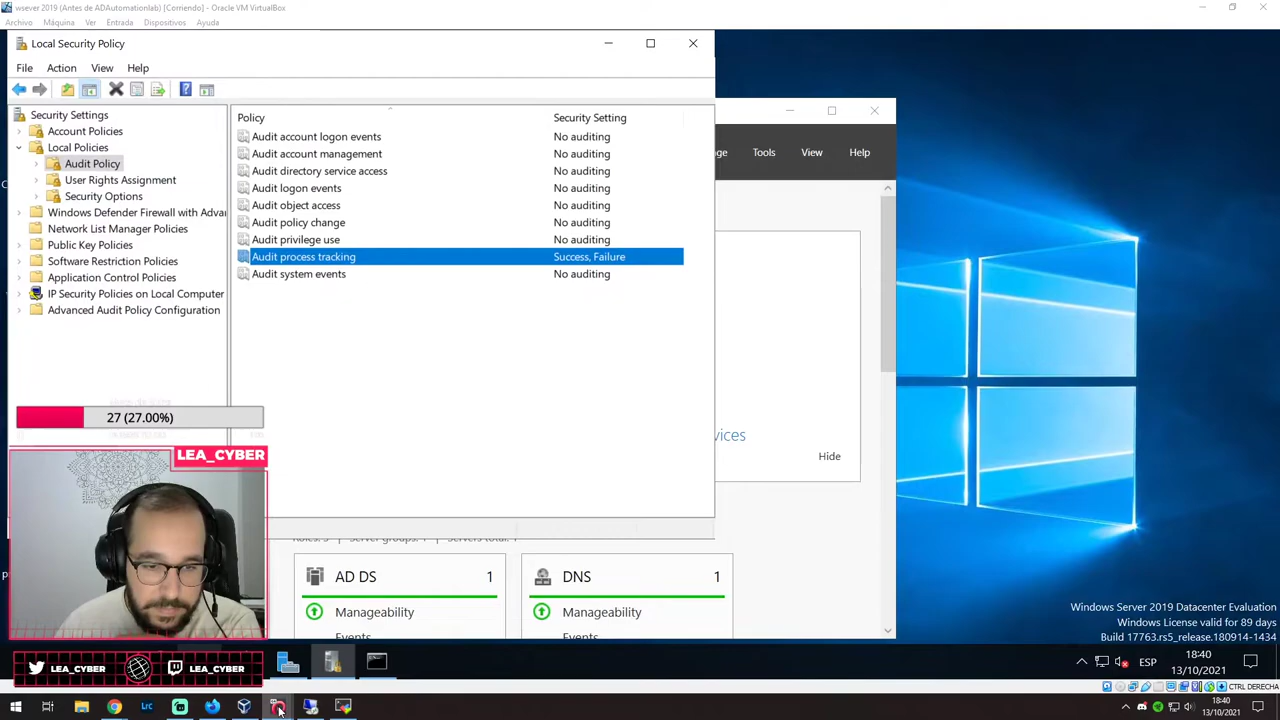 wsever 2019 (Antes de ADAutomationlab) [Corriendo] - Oracle VM VirtualBox
Archivo Máquina Ver Entrada Dispositivos Ayuda
Local Security Policy
File Action View Help
Security Settings
Account Policies
Local Policies
Audit Policy
User Rights Assignment
Security Options
Windows Defender Firewall with Advan
Network List Manager Policies
Public Key Policies
Software Restriction Policies
Application Control Policies
IP Security Policies on Local Computer
Advanced Audit Policy Configuration
Policy Security Setting
Audit account logon events No auditing
Audit account management No auditing
Audit directory service access No auditing
Audit logon events No auditing
Audit object access No auditing
Audit policy change No auditing
Audit privilege use No auditing
Audit process tracking Success, Failure
Audit system events No auditing
Tools View Help
vices
Hide
27 (27.00%)
LEA_CYBER
AD DS 1
Manageability
Events
DNS 1
Manageability
Events
Windows Server 2019 Datacenter Evaluation
Windows License valid for 89 days
Build 17763.rs5_release.180914-1434
LEA_CYBER LEA_CYBER
ESP
18:40
13/10/2021
CTRL DERECHA
LrC
18:40
13/10/2021